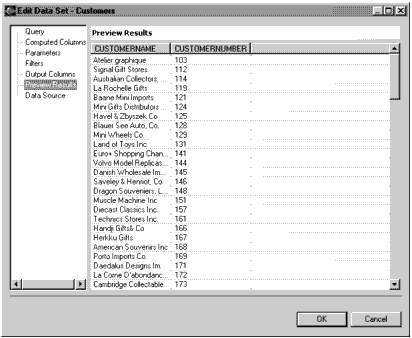 Edit Data Set - Customers
Query
Computed Columns
Parameters
Filters
Output Columns
Preview Results
Data Source
Preview Results
CUSTOMERNAME CUSTOMERNUMBER
Atelier graphique 103
Signal Gift Stores 112
Australian Collectors, ... 114
La Rochelle Gifts 119
Baane Mini Imports 121
Mini Gifts Distributors ... 124
Havel & Zbyszek Co 125
Blauer See Auto, Co. 128
Mini Wheels Co. 129
Land of Toys Inc. 131
Euro+ Shopping Chan... 141
Volvo Model Replicas... 144
Danish Wholesale Im... 145
Saveley & Henriot, Co. 146
Dragon Souveniers, L... 148
Muscle Machine Inc 151
Diecast Classics Inc. 157
Technics Stores Inc. 161
Handji Gifts& Co 166
Herkku Gifts 167
American Souvenirs Inc 168
Porto Imports Co. 169
Daedalus Designs Im. 171
La Corne D'abondanc... 172
Cambridge Collectable... 173
OK Cancel